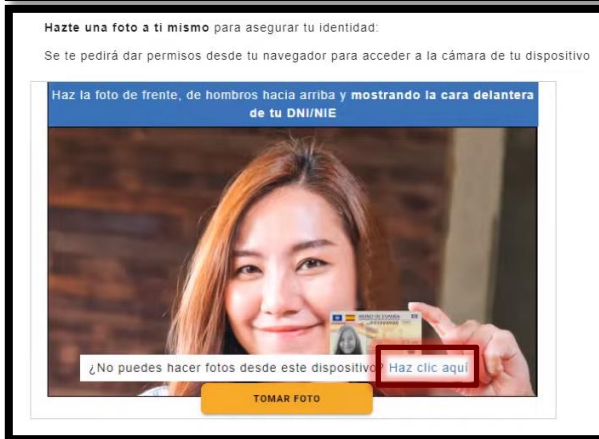 Hazte una foto a ti mismo para asegurar tu identidad:
Se te pedirá dar permisos desde tu navegador para acceder a la cámara de tu dispositivo
Haz la foto de frente, de hombros hacia arriba y mostrando la cara delantera
de tu DNI/NIE
¿No puedes hacer fotos desde este dispositivo? Haz clic aquí
TOMAR FOTO